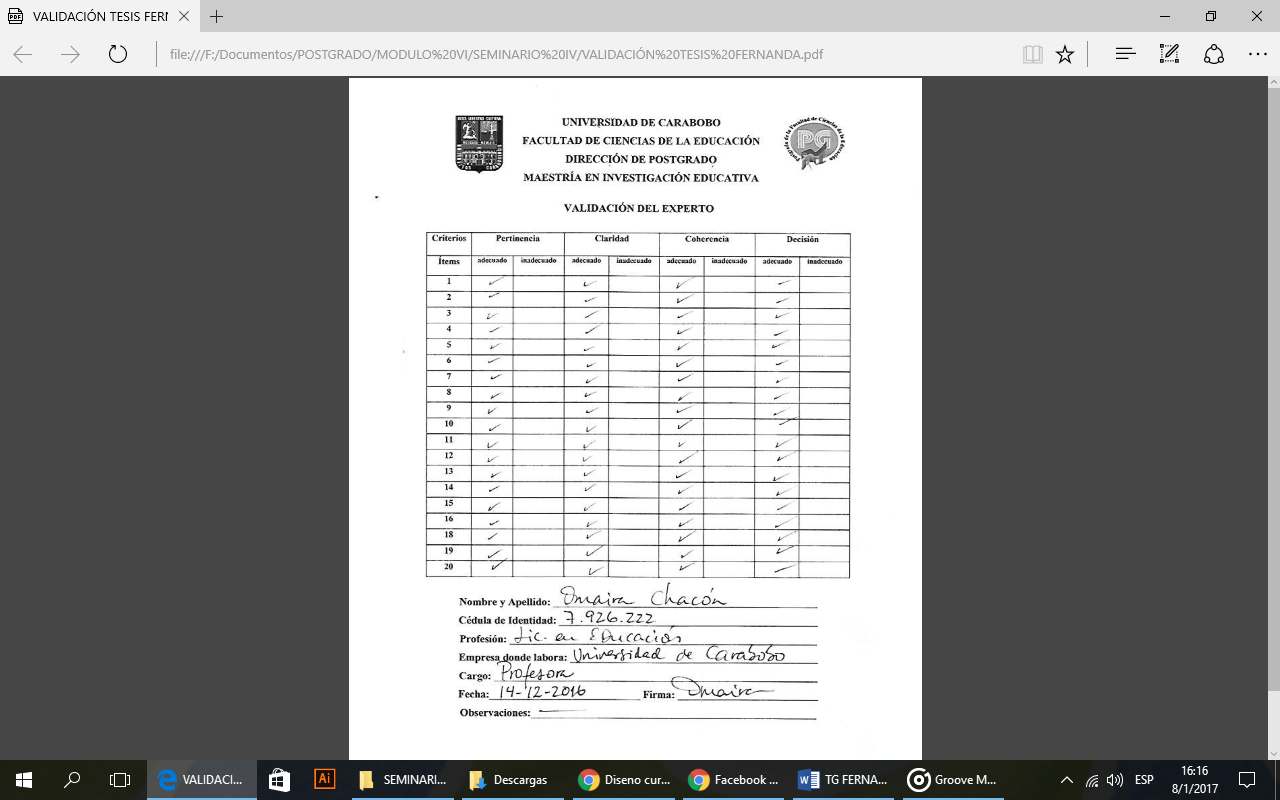 VALIDACIÓN TESIS FERN
file:///F:/Documentos/POSTGRADO/MODULO%20VI/SEMINARIO%20IV/VALIDACIÓN%20TESIS%20FERNANDA.pdf
UNIVERSIDAD DE CARABOBO
FACULTAD DE CIENCIAS DE LA EDUCACIÓN
DIRECCIÓN DE POSTGRADO
MAESTRÍA EN INVESTIGACIÓN EDUCATIVA
PG
VALIDACIÓN DEL EXPERTO
Criterios Pertinencia Claridad Coherencia Decisión
Ítems adecuado inadecuado adecuado inadecuado adecuado inadecuado adecuado inadecuado
1 ✓ ✓ ✓ ✓
2 ✓ ✓ ✓ ✓
3 ✓ ✓ ✓ ✓
4 ✓ ✓ ✓ ✓
5 ✓ ✓ ✓ ✓
6 ✓ ✓ ✓ ✓
7 ✓ ✓ ✓ ✓
8 ✓ ✓ ✓ ✓
9 ✓ ✓ ✓ ✓
10 ✓ ✓ ✓ ✓
11 ✓ ✓ ✓ ✓
12 ✓ ✓ ✓ ✓
13 ✓ ✓ ✓ ✓
14 ✓ ✓ ✓ ✓
15 ✓ ✓ ✓ ✓
16 ✓ ✓ ✓ ✓
18 ✓ ✓ ✓ ✓
19 ✓ ✓ ✓ ✓
20 ✓ ✓ ✓ ✓
Nombre y Apellido: Omaira Chacón
Cédula de Identidad: 7.926.222
Profesión: Lic. en Educación
Empresa donde labora: Universidad de Carabobo
Cargo: Profesora
Fecha: 14-12-2016 Firma: Omaira
Observaciones:
VALIDACI... Ai SEMINARI... Descargas Diseno cur... Facebook ... TG FERNA... Groove M... ESP 16:16
8/1/2017